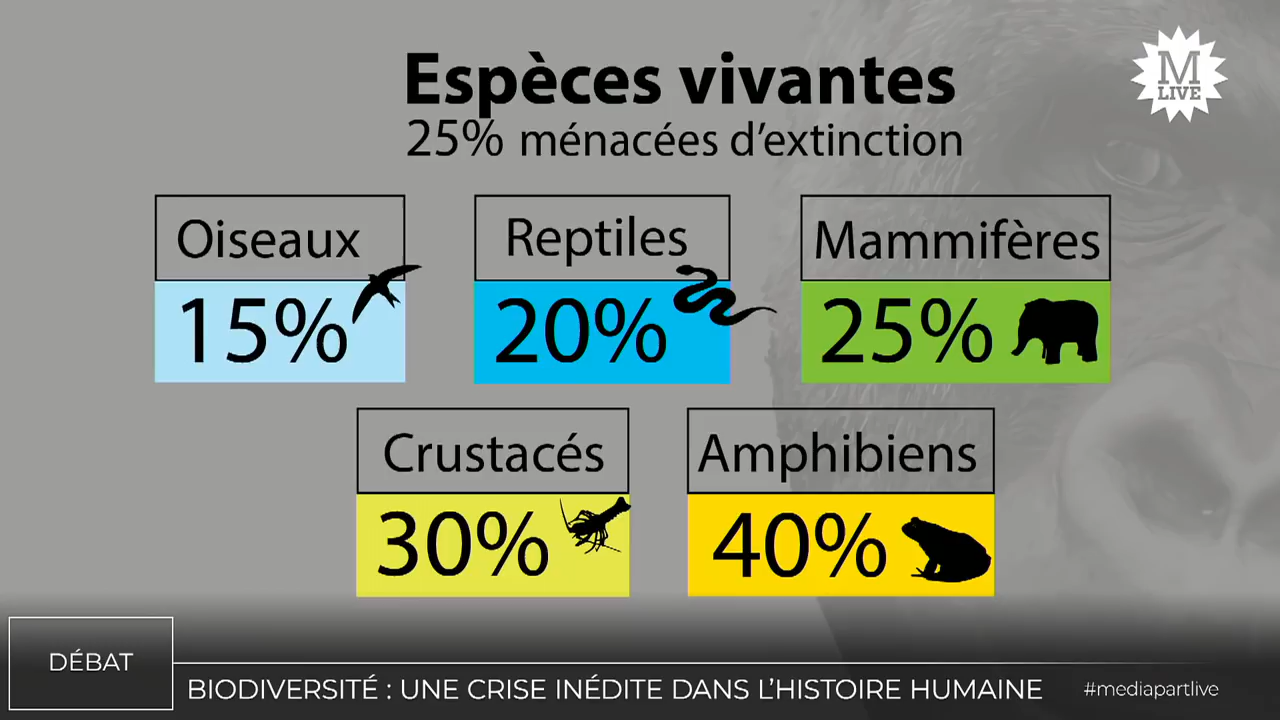 Espèces vivantes
25% ménacées d’extinction
M
LIVE
Oiseaux
15%
Reptiles
20%
Mammifères
25%
Crustacés
30%
Amphibiens
40%
DÉBAT
BIODIVERSITÉ : UNE CRISE INÉDITE DANS L’HISTOIRE HUMAINE
#mediapartlive